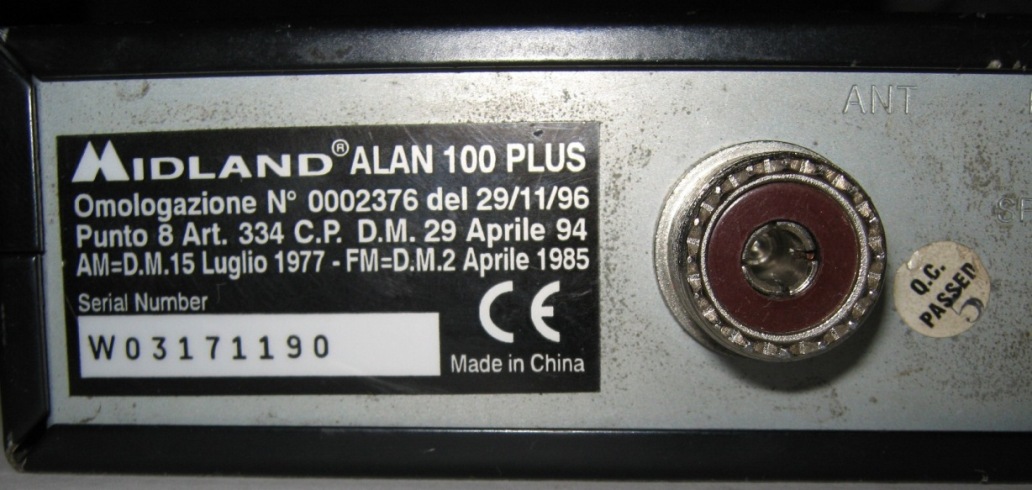 MIDLAND® ALAN 100 PLUS
Omologazione N° 0002376 del 29/11/96
Punto 8 Art. 334 C.P. D.M. 29 Aprile 94
AM=D.M.15 Luglio 1977 - FM=D.M.2 Aprile 1985
Serial Number
W03171190
CE
Made in China
ANT
Q.C.
PASSED
5